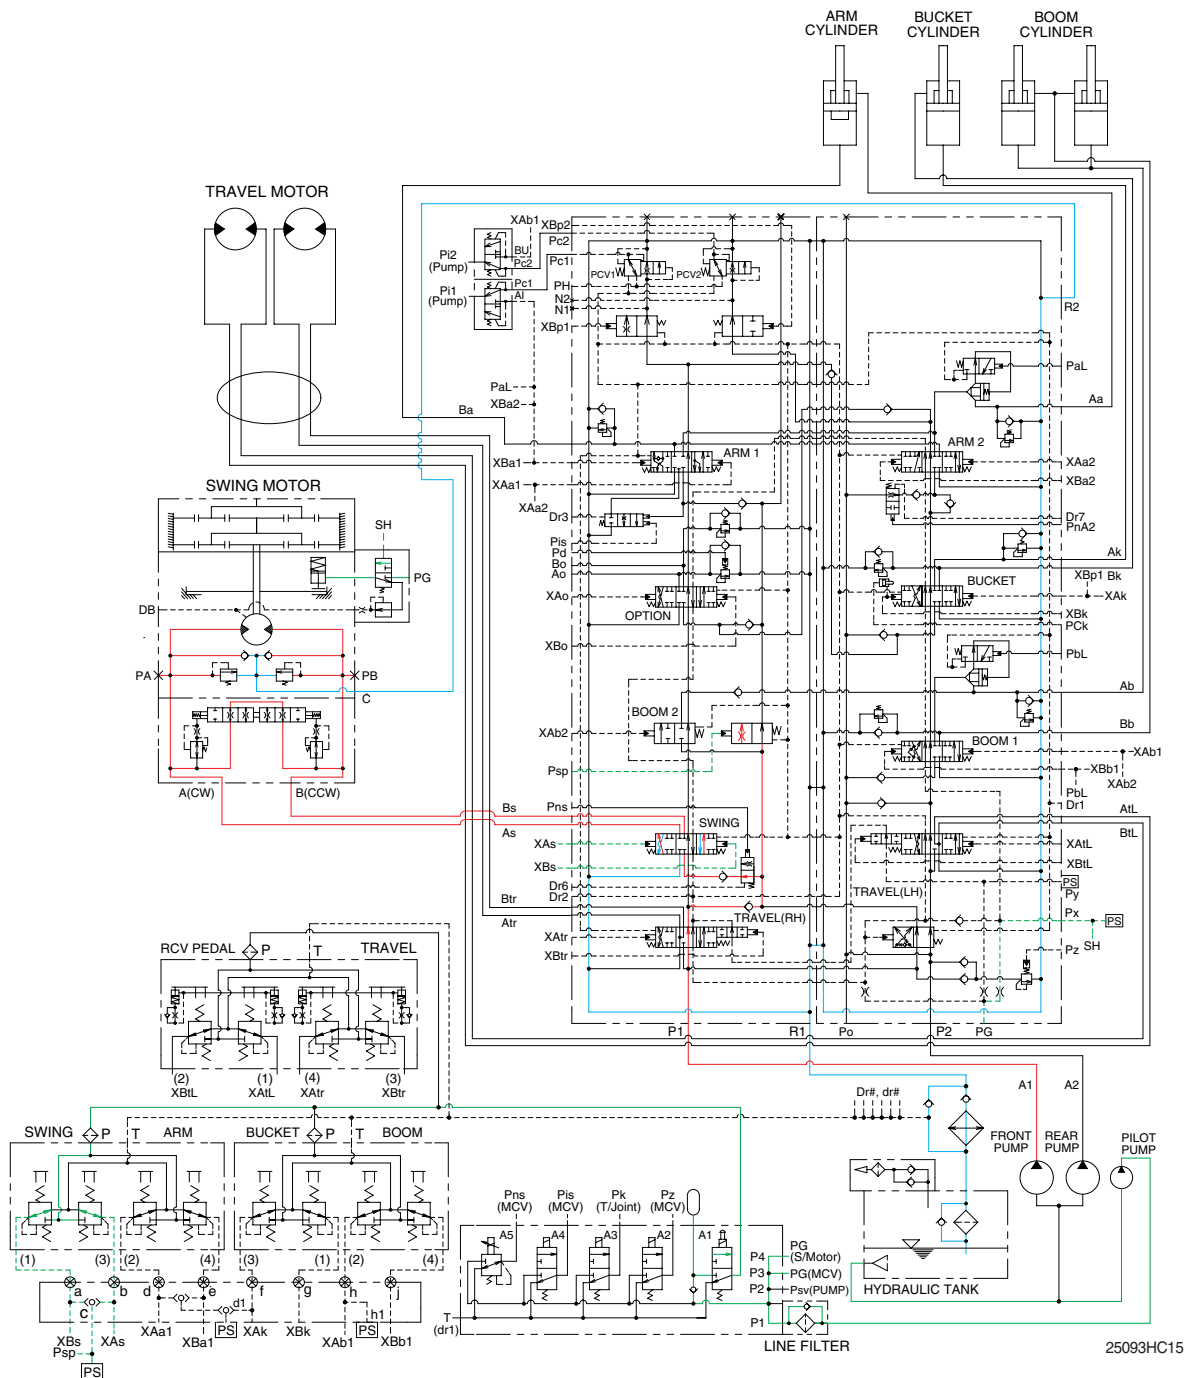 ARM
CYLINDER
BUCKET
CYLINDER
BOOM
CYLINDER
TRAVEL MOTOR
XAb1
XBp2
Pc2
Pi2
(Pump)
BU
Pc2
Pc1
PCV1
PCV2
Pi1
(Pump)
Pc1
AI
PH
N2
N1
R2
XBp1
PaL
PaL
XBa2
Ba
Aa
ARM 1
ARM 2
XBa1
XAa1
XAa2
XAa2
XBa2
SWING MOTOR
SH
PG
DB
Dr3
Pis
Pd
Bo
Ao
Dr7
PnA2
Ak
XBp1
Bk
BUCKET
XAk
XAo
OPTION
XBk
PCk
XBo
PbL
PA
PB
C
Ab
BOOM 2
Bb
XAb2
BOOM 1
XAb1
XBb1
XAb2
Psp
PbL
Dr1
A(CW)
B(CCW)
Bs
Pns
AtL
As
SWING
BtL
XAs
XAtL
XBs
XBtL
Dr6
Dr2
TRAVEL(LH)
PS
Py
Btr
Px
PS
Atr
TRAVEL(RH)
SH
XAtr
Pz
XBtr
RCV PEDAL
P
T
TRAVEL
P1
R1
Po
P2
PG
(2)
XBtL
(1)
XAtL
(4)
XAtr
(3)
XBtr
A1
A2
Dr#, dr#
SWING
P
T
ARM
BUCKET
P
T
BOOM
FRONT
PUMP
REAR
PUMP
PILOT
PUMP
Pns
(MCV)
Pis
(MCV)
Pk
(T/Joint)
Pz
(MCV)
A5
A4
A3
A2
A1
PG
(S/Motor)
P4
P3
PG(MCV)
P2
Psv(PUMP)
P1
T
(dr1)
LINE FILTER
HYDRAULIC TANK
(1)
(3)
(2)
(4)
(3)
(1)
(2)
(4)
a
b
d
e
f
g
h
j
c
d1
h1
PS
PS
XBs
Psp
XAs
XAa1
XBa1
XAk
XBk
XAb1
XBb1
PS
25093HC15